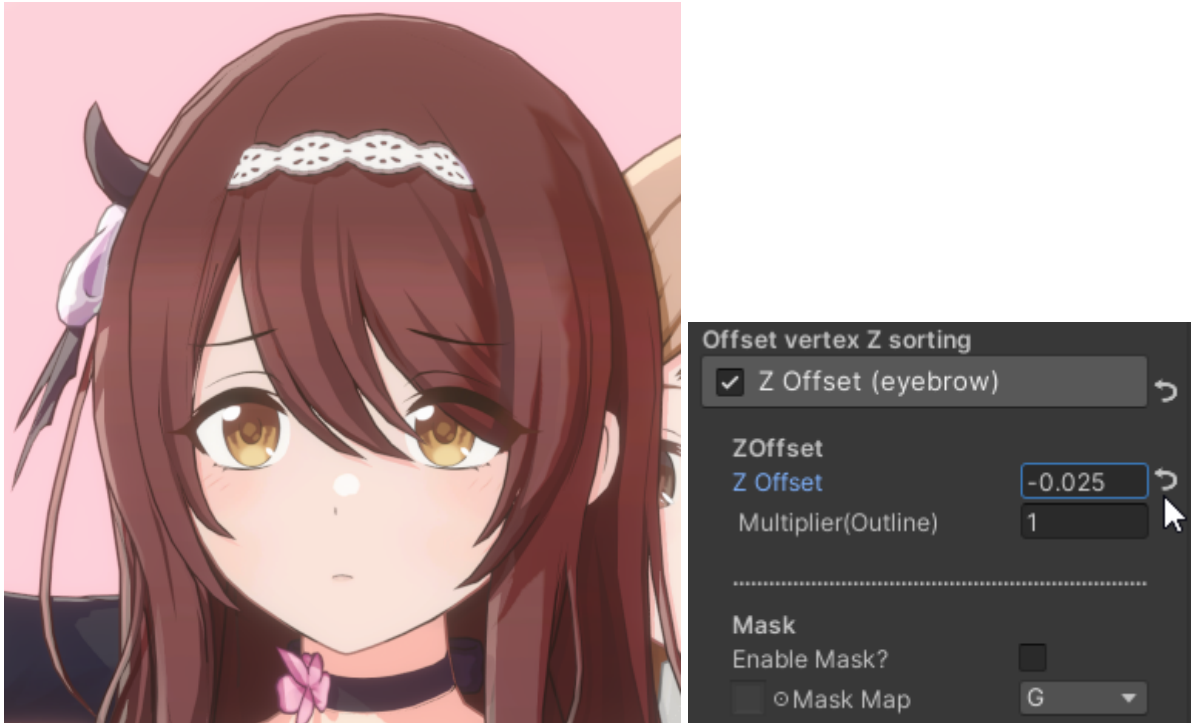 Offset vertex Z sorting
Z Offset (eyebrow)
ZOffset
Z Offset -0.025
Multiplier(Outline) 1
Mask
Enable Mask?
Mask Map G